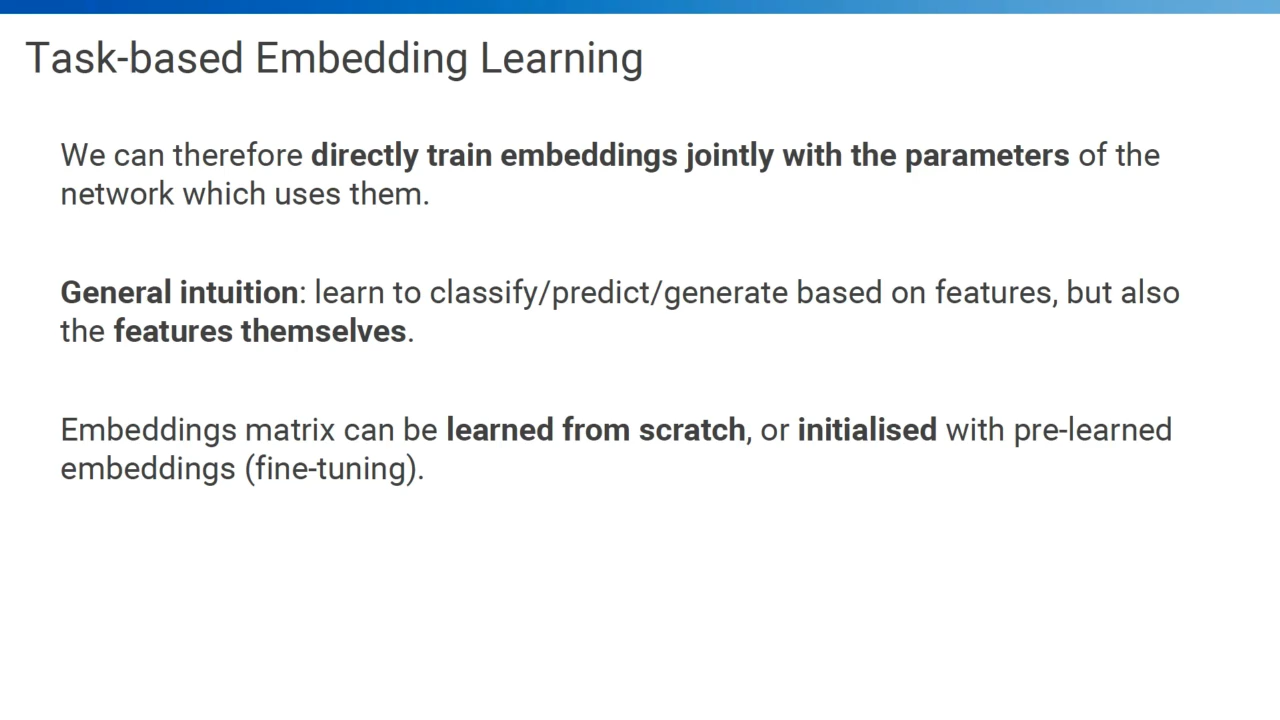 Task-based Embedding Learning
We can therefore directly train embeddings jointly with the parameters of the
network which uses them.
General intuition: learn to classify/predict/generate based on features, but also
the features themselves.
Embeddings matrix can be learned from scratch, or initialised with pre-learned
embeddings (fine-tuning).